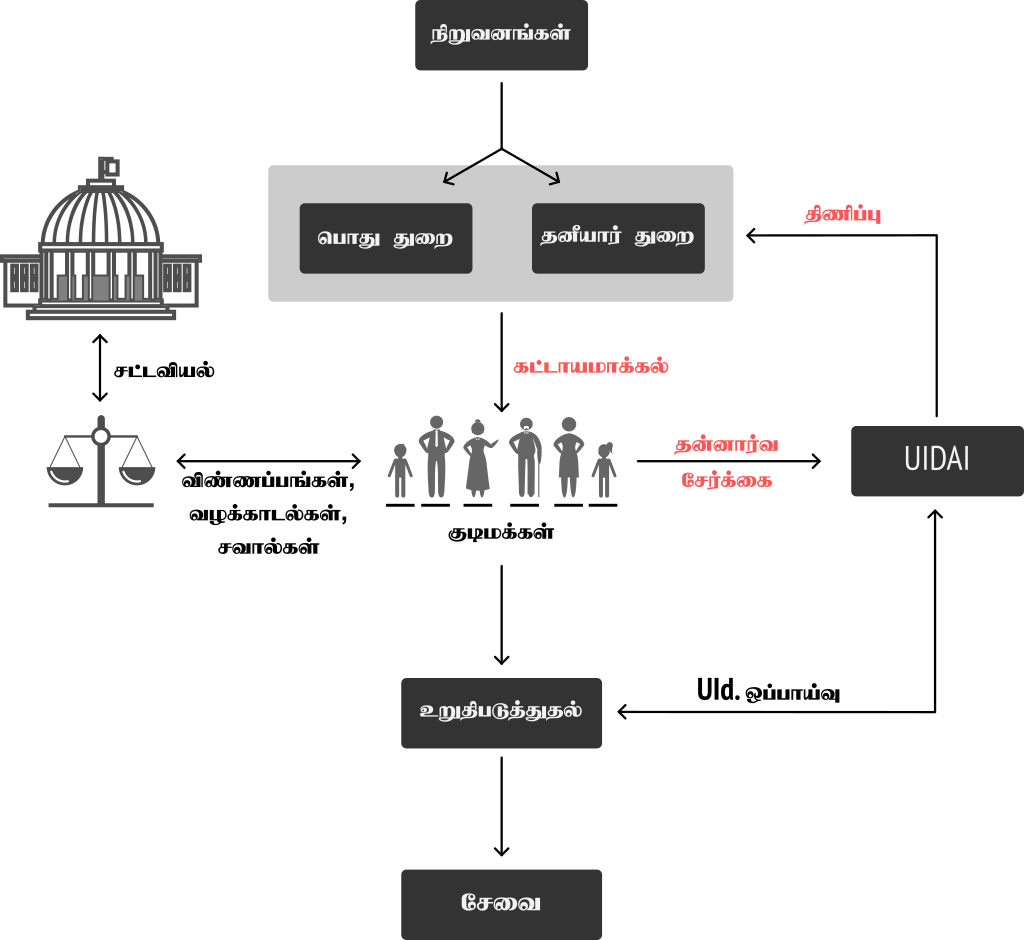 நிறுவனங்கள்
பொது துறை
தனியார் துறை
திணிப்பு
கட்டாயமாக்கல்
சட்டவியல்
தன்னார்வ
சேர்க்கை
UIDAI
விண்ணப்பங்கள்,
வழக்காடல்கள்,
சவால்கள்
குடிமக்கள்
UId. ஒப்பாய்வு
உறுதிபடுத்துதல்
சேவை